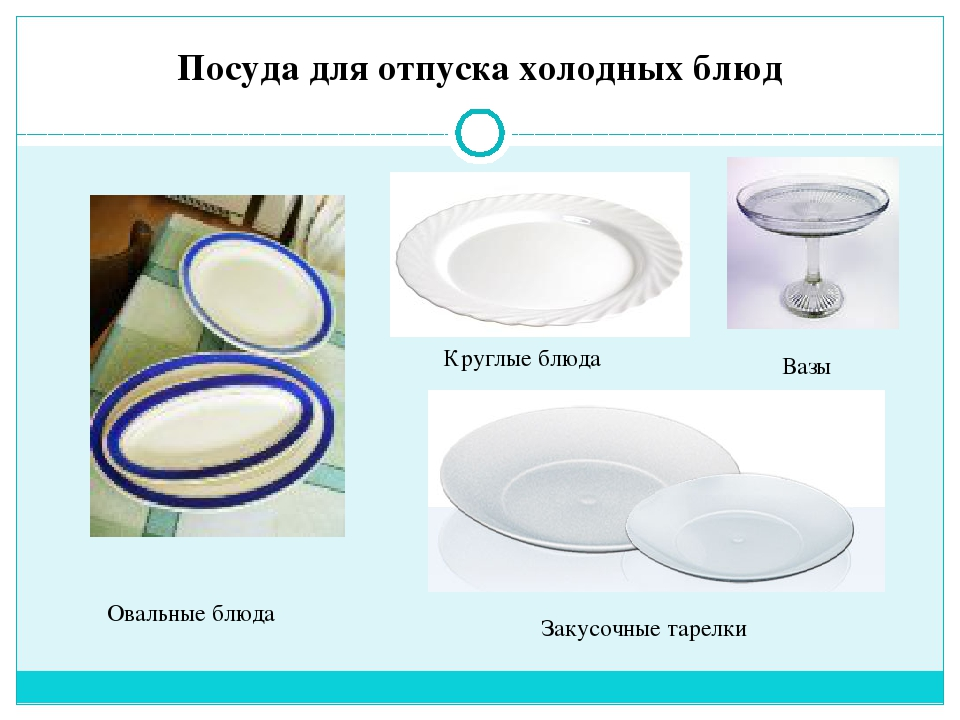 Посуда для отпуска холодных блюд
Круглые блюда
Вазы
Овальные блюда
Закусочные тарелки